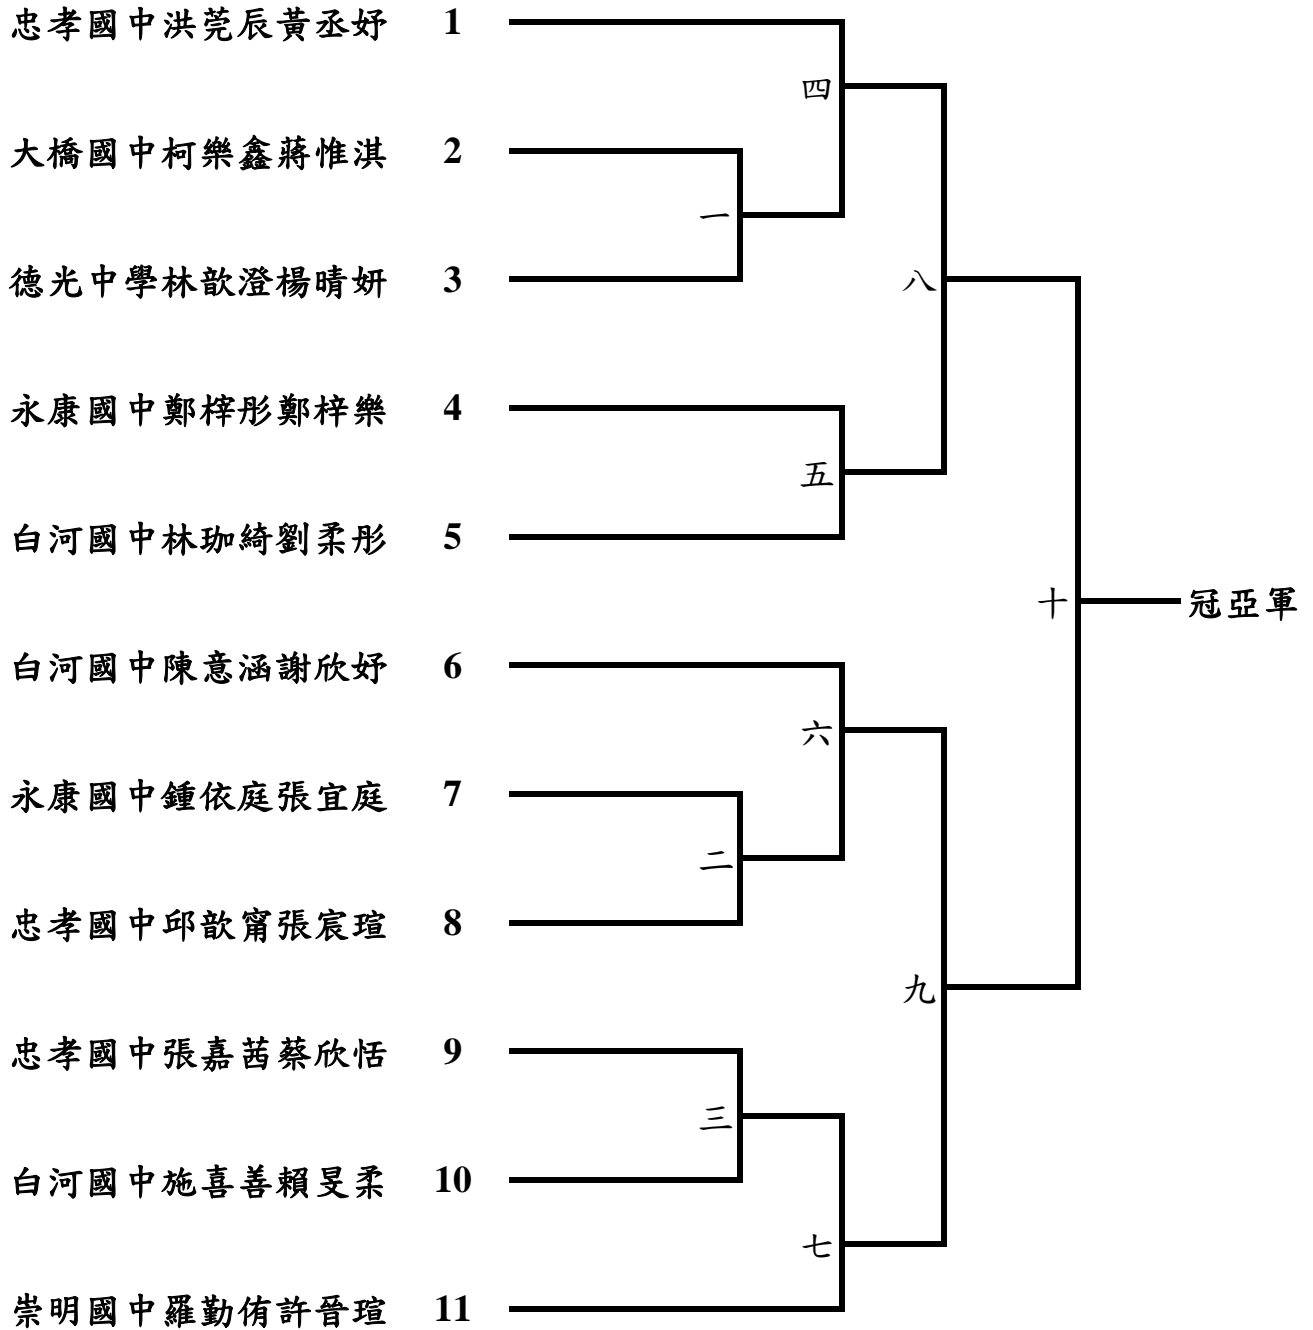 忠孝國中洪莞辰黃丞妤 1
四
大橋國中柯樂鑫蔣惟淇 2
一
德光中學林歆澄楊晴妍 3
八
永康國中鄭榟彤鄭梓樂 4
五
白河國中林珈綺劉柔彤 5
十 冠亞軍
白河國中陳意涵謝欣妤 6
六
永康國中鍾依庭張宜庭 7
二
忠孝國中邱歆甯張宸瑄 8
九
忠孝國中張嘉茜蔡欣恬 9
三
白河國中施喜善賴旻柔 10
七
崇明國中羅勤侑許晉瑄 11